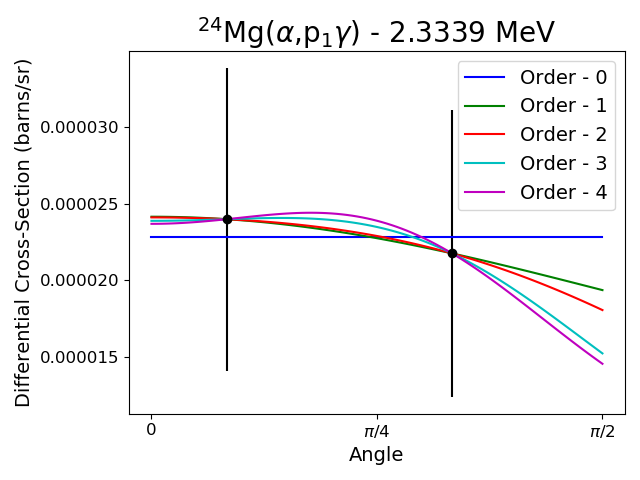 ²⁴Mg(α,p₁γ) - 2.3339 MeV
Differential Cross-Section (barns/sr)
0.000030
0.000025
0.000020
0.000015
Order - 0
Order - 1
Order - 2
Order - 3
Order - 4
0
π/4
π/2
Angle